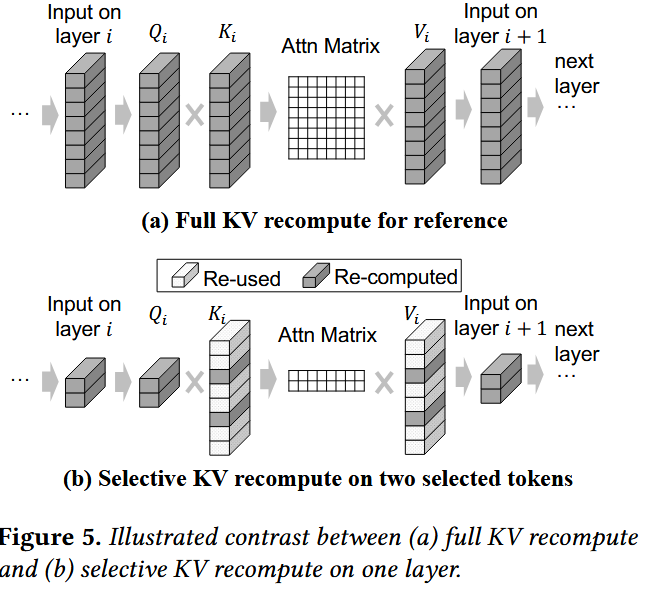 Input on
layer i
Q_i
K_i
Attn Matrix
V_i
Input on
layer i + 1
next
layer
...
...
(a) Full KV recompute for reference
Re-used
Re-computed
Input on
layer i
Q_i
K_i
Attn Matrix
V_i
Input on
layer i + 1
next
layer
...
...
(b) Selective KV recompute on two selected tokens
Figure 5. Illustrated contrast between (a) full KV recompute
and (b) selective KV recompute on one layer.